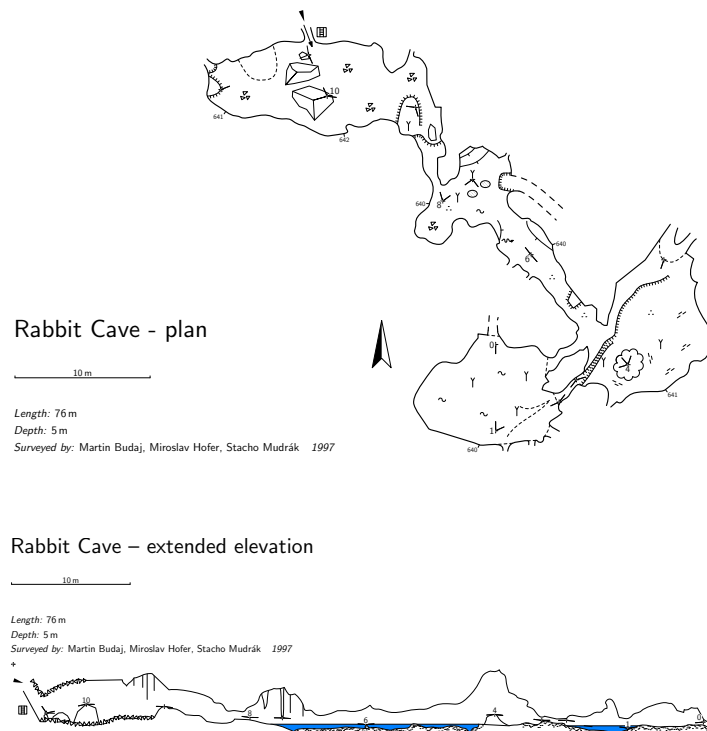 10
641
642
640
8
640
6
Rabbit Cave - plan
0
10 m
4
641
Length: 76 m
Depth: 5 m
1
Surveyed by: Martin Budaj, Miroslav Hofer, Stacho Mudrák 1997
640
Rabbit Cave – extended elevation
10 m
Length: 76 m
Depth: 5 m
Surveyed by: Martin Budaj, Miroslav Hofer, Stacho Mudrák 1997
10
8
6
4
1
0